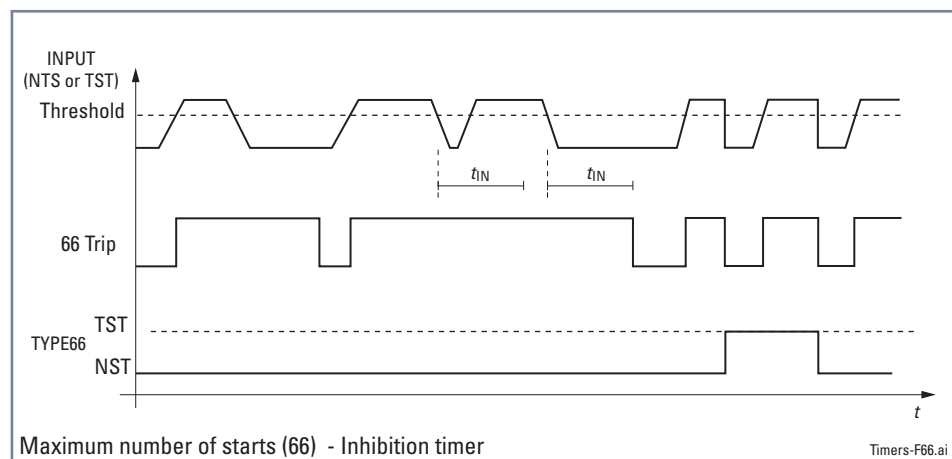 INPUT
(NTS or TST)
Threshold
tIN
tIN
66 Trip
TST
TYPE66
NST
t
Maximum number of starts (66) - Inhibition timer
Timers-F66.ai